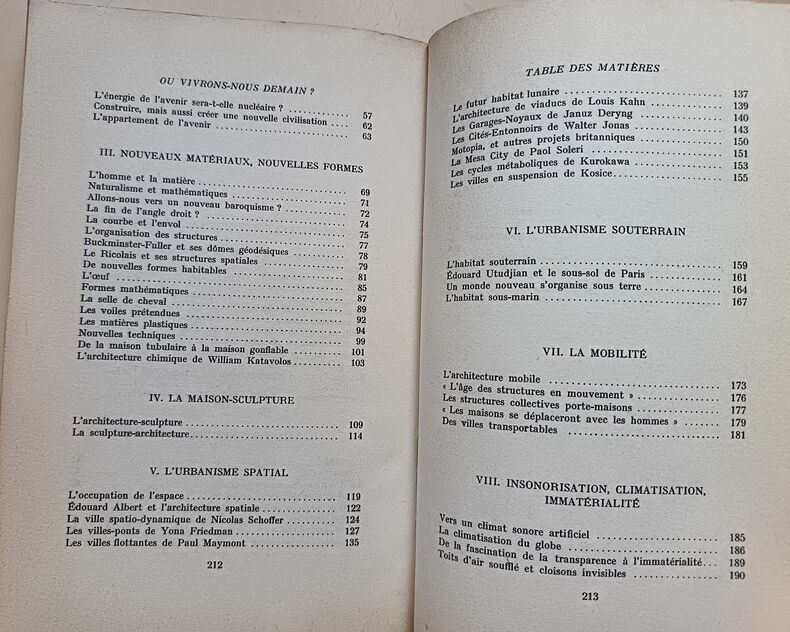 OU VIVRONS-NOUS DEMAIN ?
L'énergie de l'avenir sera-t-elle nucléaire ? ............ 57
Construire, mais aussi créer une nouvelle civilisation .... 62
L'appartement de l'avenir ........................ 63
III. NOUVEAUX MATÉRIAUX, NOUVELLES FORMES
L'homme et la matière ........................ 69
Naturalisme et mathématiques .................... 71
Allons-nous vers un nouveau baroquisme ? ............ 72
La fin de l'angle droit ? ........................ 74
La courbe et l'envol ........................ 75
L'organisation des structures .................... 77
Buckminster-Fuller et ses dômes géodésiques ........ 78
Le Ricolais et ses structures spatiales ............ 79
De nouvelles formes habitables .................... 81
L'œuf ........................ 85
Formes mathématiques ........................ 87
La selle de cheval ........................ 89
Les voiles prétendues ........................ 92
Les matières plastiques ........................ 94
Nouvelles techniques ........................ 99
De la maison tubulaire à la maison gonflable ........ 101
L'architecture chimique de William Katavolos ........ 103
IV. LA MAISON-SCULPTURE
L'architecture-sculpture ........................ 109
La sculpture-architecture........................ 114
V. L'URBANISME SPATIAL
L'occupation de l'espace ........................ 119
Édouard Albert et l'architecture spatiale ............ 122
La ville spatio-dynamique de Nicolas Schoffer ........ 124
Les villes-ponts de Yona Friedman ................ 127
Les villes flottantes de Paul Maymont ............ 135
212
TABLE DES MATIÈRES
Le futur habitat lunaire ........................ 137
L'architecture de viaducs de Louis Kahn ............ 139
Les Garages-Noyaux de Januz Deryng ............ 140
Les Cités-Entonnoirs de Walter Jonas ............ 143
Motopia, et autres projets britanniques ............ 150
La Mesa City de Paol Soleri .................... 151
Les cycles métaboliques de Kurokawa ............ 153
Les villes en suspension de Kosice................ 155
VI. L'URBANISME SOUTERRAIN
L'habitat souterrain ........................ 159
Édouard Utudjian et le sous-sol de Paris ............ 161
Un monde nouveau s'organise sous terre ............ 164
L'habitat sous-marin ........................ 167
VII. LA MOBILITÉ
L'architecture mobile ........................ 173
« L'âge des structures en mouvement » ............ 176
Les structures collectives porte-maisons ............ 177
« Les maisons se déplaceront avec les hommes » ........ 179
Des villes transportables ........................ 181
VIII. INSONORISATION, CLIMATISATION,
IMMATÉRIALITÉ
Vers un climat sonore artificiel .................... 185
La climatisation du globe ........................ 186
De la fascination de la transparence à l'immatérialité... 189
Toits d'air soufflé et cloisons invisibles ............ 190
213